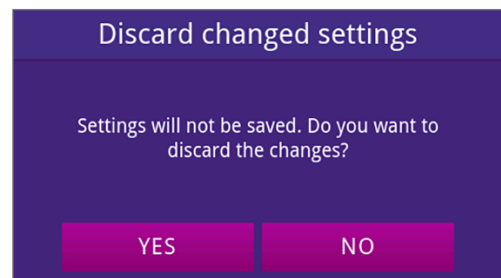 Discard changed settings
Settings will not be saved. Do you want to
discard the changes?
YES
NO